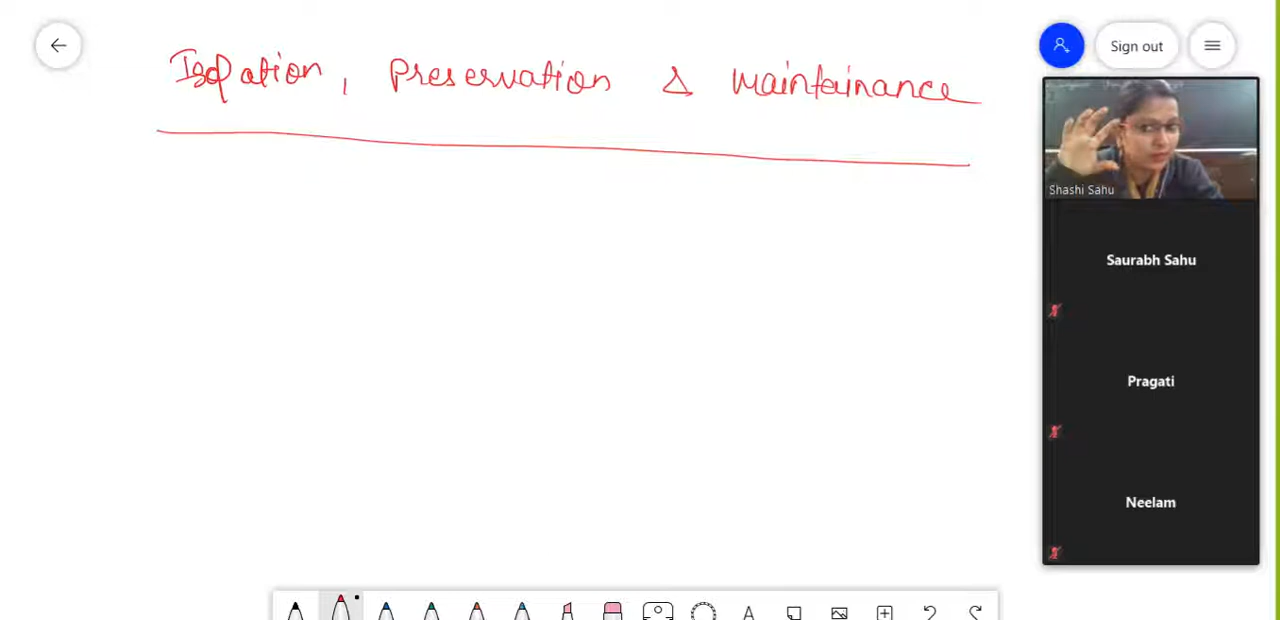 Isolation, Preservation & maintainance
Sign out
Shashi Sahu
Saurabh Sahu
Pragati
Neelam